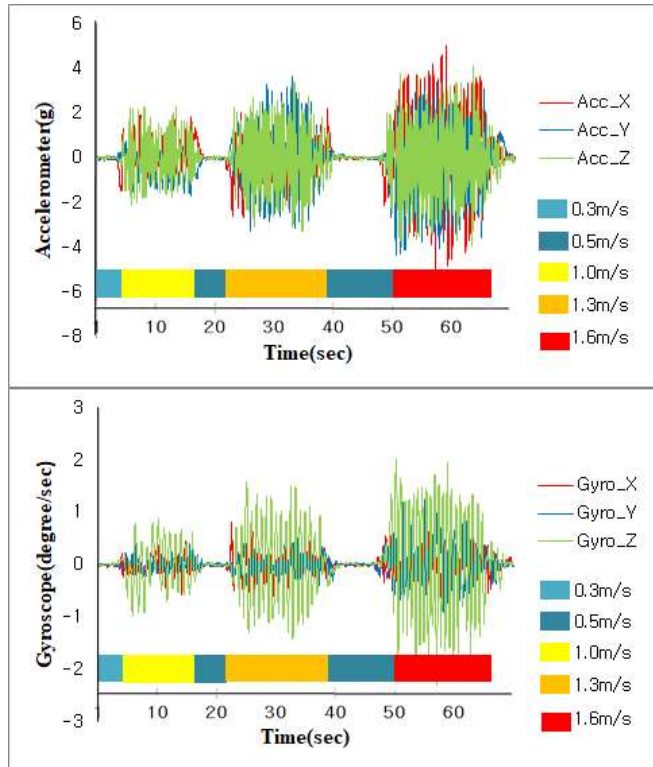 6
4
2
0
-2
-4
-6
-8
Accelerometer(g)
1 10 20 30 40 50 60
Time(sec)
Acc_X
Acc_Y
Acc_Z
0.3m/s
0.5m/s
1.0m/s
1.3m/s
1.6m/s
3
2
1
0
-1
-2
-3
Gyroscope(degree/sec)
1 10 20 30 40 50 60
Time(sec)
Gyro_X
Gyro_Y
Gyro_Z
0.3m/s
0.5m/s
1.0m/s
1.3m/s
1.6m/s